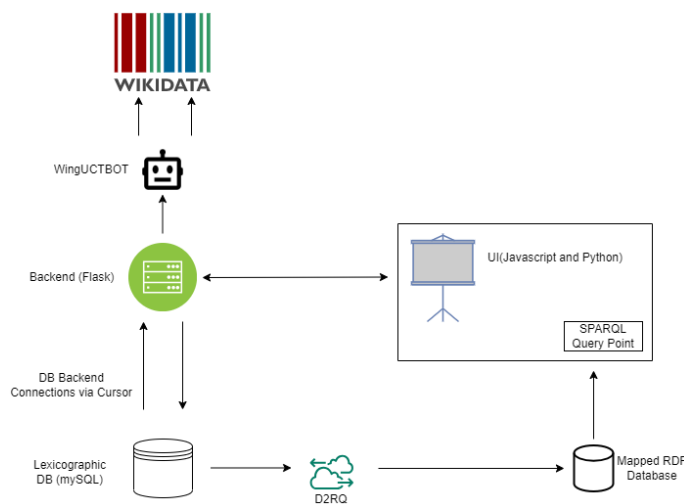 WIKIDATA
WingUCTBOT
Backend (Flask)
UI(Javascript and Python)
SPARQL
Query Point
DB Backend
Connections via Cursor
Lexicographic
DB (mySQL)
D2RQ
Mapped RDF
Database